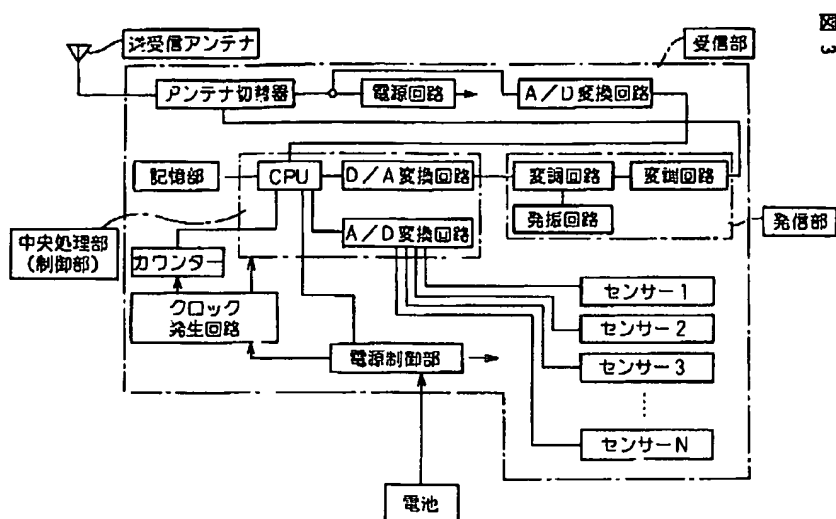 図3
送受信アンテナ
受信部
アンテナ切替器
電源回路
A/D変換回路
記憶部
CPU
D/A変換回路
変調回路
変調回路
中央処理部
(制御部)
A/D変換回路
発振回路
発信部
カウンター
クロック
発生回路
センサー1
センサー2
電源制御部
センサー3
センサーN
電池